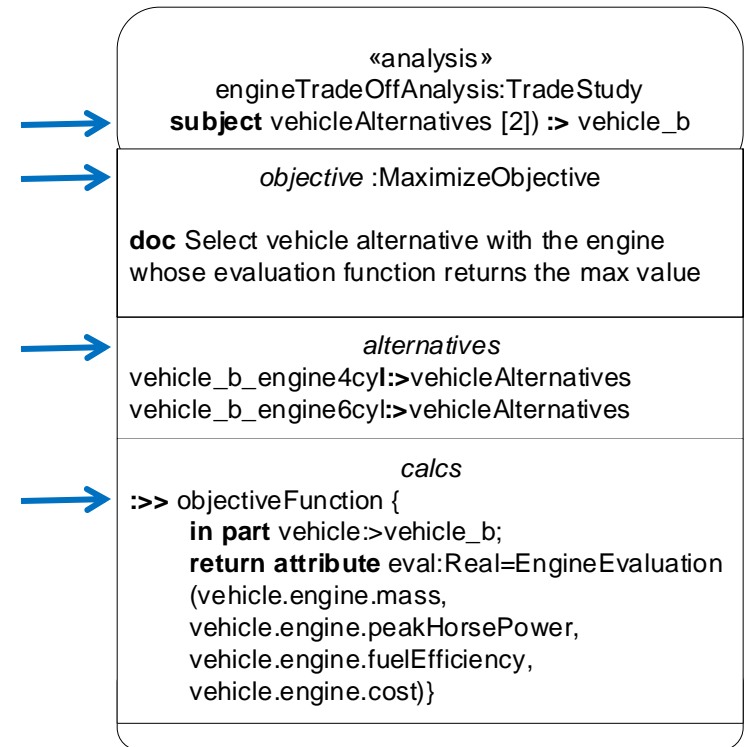 «analysis»
engineTradeOffAnalysis:TradeStudy
subject vehicleAlternatives [2]) :> vehicle_b
objective :MaximizeObjective
doc Select vehicle alternative with the engine
whose evaluation function returns the max value
alternatives
vehicle_b_engine4cyl:>vehicleAlternatives
vehicle_b_engine6cyl:>vehicleAlternatives
calcs
:>> objectiveFunction {
in part vehicle:>vehicle_b;
return attribute eval:Real=EngineEvaluation
(vehicle.engine.mass,
vehicle.engine.peakHorsePower,
vehicle.engine.fuelEfficiency,
vehicle.engine.cost)}